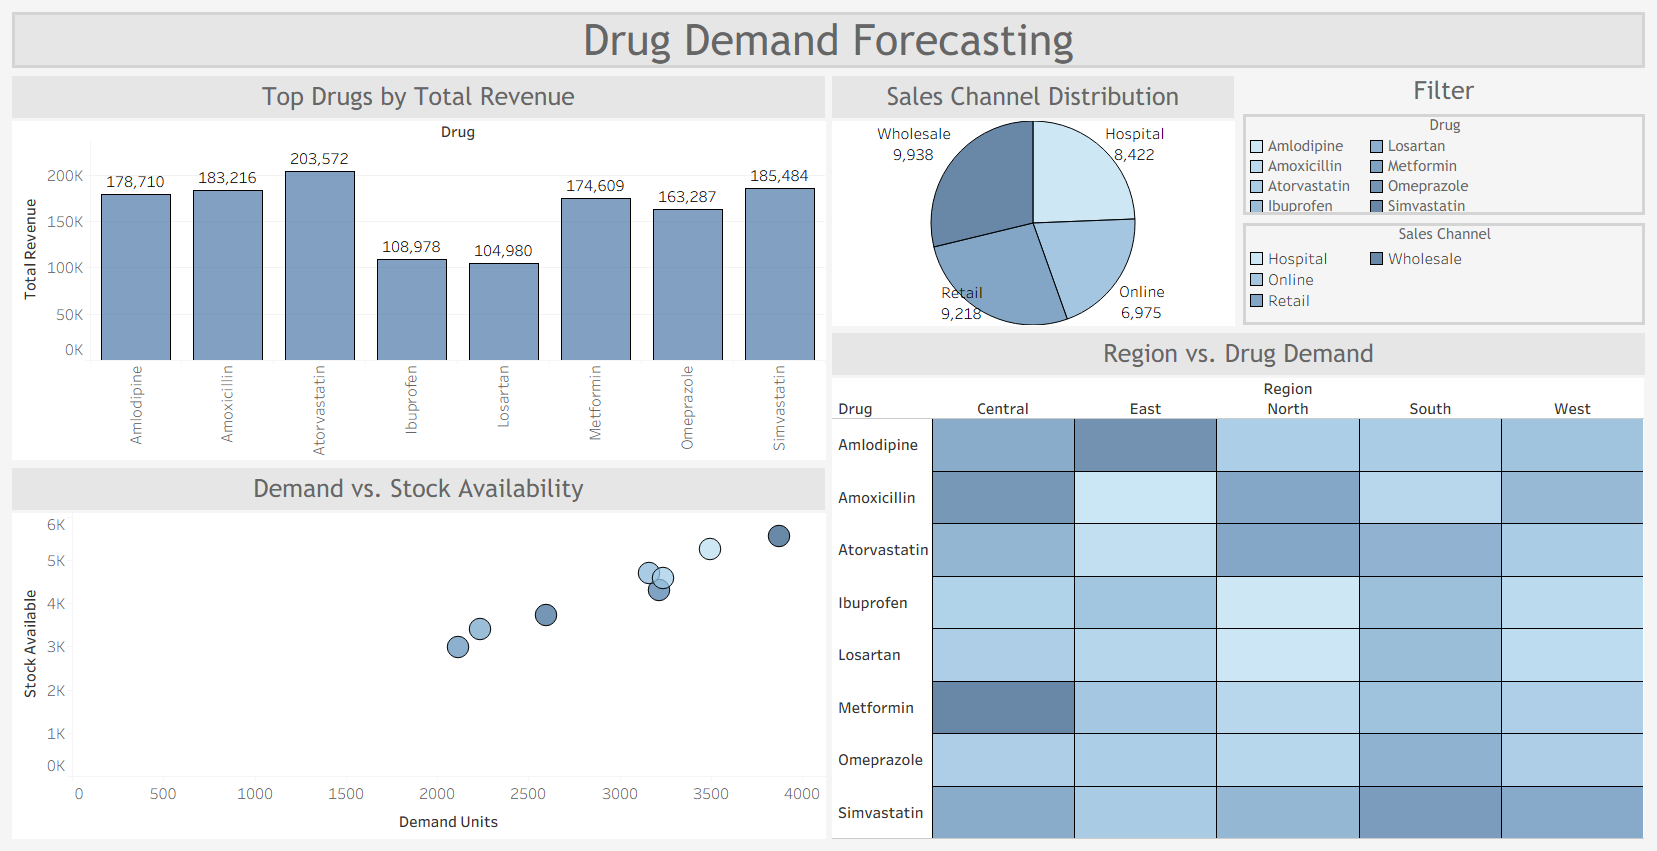 Drug Demand Forecasting
Top Drugs by Total Revenue
Drug
Total Revenue
200K
150K
100K
50K
0K
178,710
183,216
203,572
108,978
104,980
174,609
163,287
185,484
Amlodipine
Amoxicillin
Atorvastatin
Ibuprofen
Losartan
Metformin
Omeprazole
Simvastatin
Sales Channel Distribution
Wholesale
9,938
Hospital
8,422
Retail
9,218
Online
6,975
Filter
Drug
Amlodipine
Amoxicillin
Atorvastatin
Ibuprofen
Losartan
Metformin
Omeprazole
Simvastatin
Sales Channel
Hospital
Online
Retail
Wholesale
Demand vs. Stock Availability
Stock Available
6K
5K
4K
3K
2K
1K
0K
0 500 1000 1500 2000 2500 3000 3500 4000
Demand Units
Region vs. Drug Demand
Region
Drug Central East North South West
Amlodipine
Amoxicillin
Atorvastatin
Ibuprofen
Losartan
Metformin
Omeprazole
Simvastatin